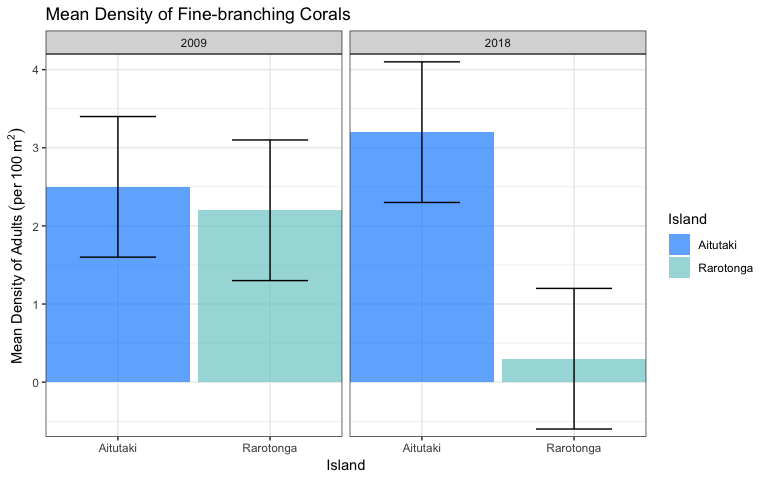 Mean Density of Fine-branching Corals
2009
2018
Mean Density of Adults (per 100 m²)
4
3
2
1
0
Aitutaki
Rarotonga
Aitutaki
Rarotonga
Island
Island
Aitutaki
Rarotonga